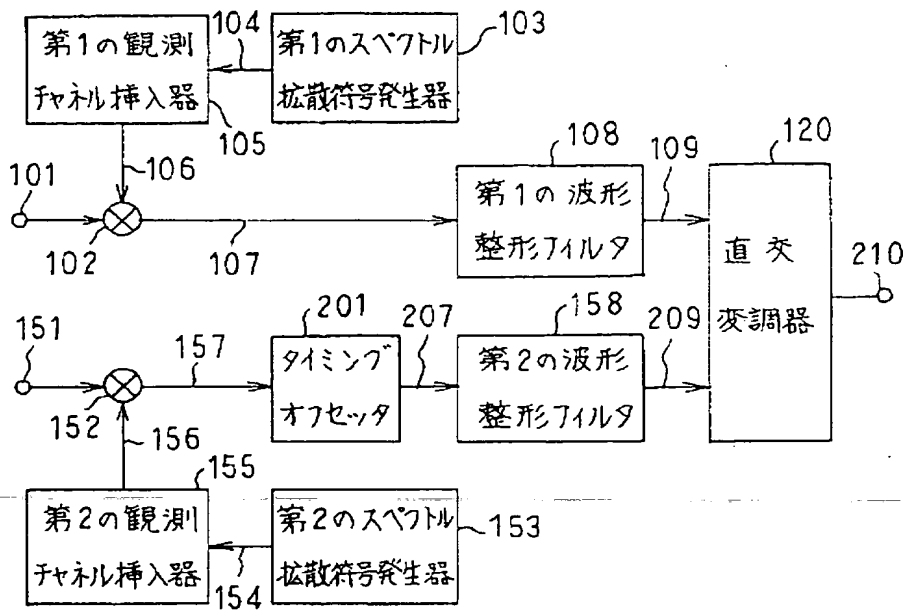 第1の観測
チャネル挿入器
104
第1のスペクトル
拡散符号発生器
103
105
106
101
102
107
108
第1の波形
整形フィルタ
109
120
直交
変調器
210
151
152
157
201
タイミング
オフセッタ
207
158
第2の波形
整形フィルタ
209
156
155
第2の観測
チャネル挿入器
154
第2のスペクトル
拡散符号発生器
153